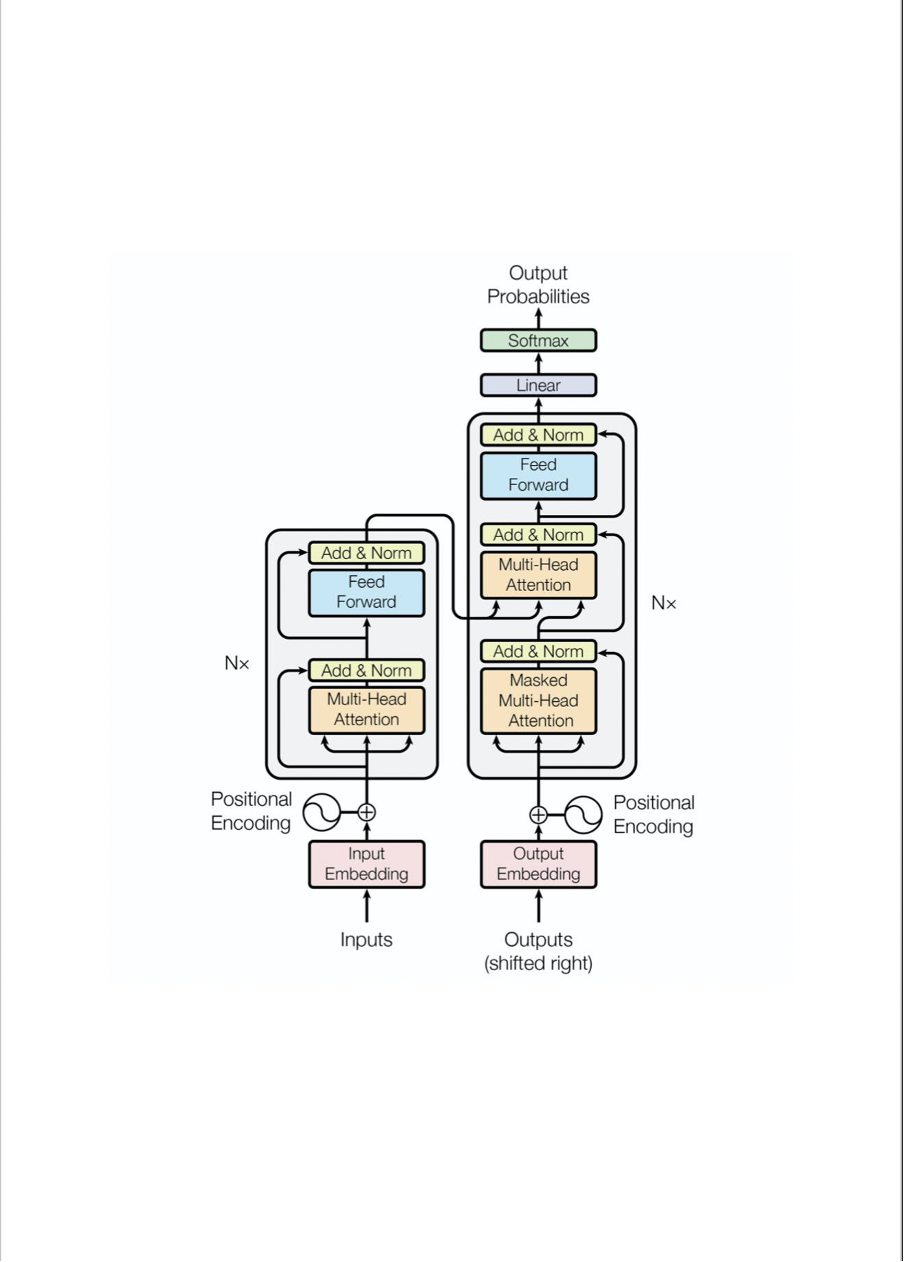 Output
Probabilities
Softmax
Linear
Add & Norm
Feed
Forward
Add & Norm
Multi-Head
Attention
Add & Norm
Masked
Multi-Head
Attention
Nx
Add & Norm
Feed
Forward
Add & Norm
Multi-Head
Attention
Nx
Positional
Encoding
Positional
Encoding
Input
Embedding
Output
Embedding
Inputs
Outputs
(shifted right)